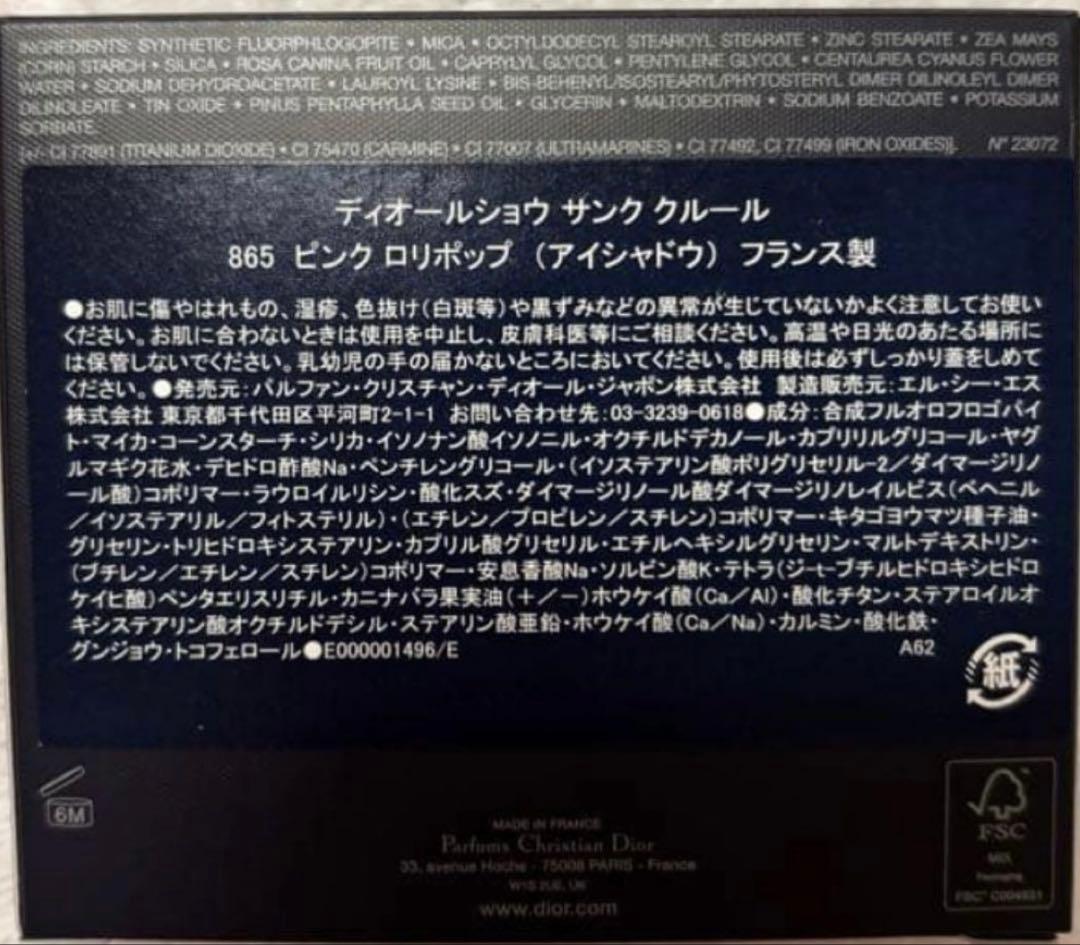 INGREDIENTS: SYNTHETIC FLUORPHLOGOPITE • MICA • OCTYLDODECYL STEAROYL STEARATE • ZINC STEARATE • ZEA MAYS
(CORN) STARCH • SILICA • ROSA CANINA FRUIT OIL • CAPRYLYL GLYCOL • PENTYLENE GLYCOL • CENTAUREA CYANUS FLOWER
WATER • SODIUM DEHYDROACETATE • LAUROYL LYSINE • BIS-BEHENYL/ISOSTEARYL/PHYTOSTERYL DIMER DILINOLEYL DIMER
DILINOLEATE • TIN OXIDE • PINUS PENTAPHYLLA SEED OIL • GLYCERIN • MALTODEXTRIN • SODIUM BENZOATE • POTASSIUM
SORBATE
[+/- CI 77891 (TITANIUM DIOXIDE) • CI 75470 (CARMINE) • CI 77007 (ULTRAMARINES) • CI 77492, CI 77499 (IRON OXIDES)]. N° 23072
ディオールショウ サンク クルール
865 ピンク ロリポップ (アイシャドウ) フランス製
●お肌に傷やはれもの、湿疹、色抜け(白斑等)や黒ずみなどの異常が生じていないかよく注意してお使い
ください。お肌に合わないときは使用を中止し、皮膚科医等にご相談ください。高温や日光のあたる場所に
は保管しないでください。乳幼児の手の届かないところにおいてください。使用後は必ずしっかり蓋をしめて
ください。●発売元:パルファン・クリスチャン・ディオール・ジャポン株式会社 製造販売元:エル・シー・エス
株式会社 東京都千代田区平河町2-1-1 お問い合わせ先:03-3239-0618●成分:合成フルオロフロゴパイ
ト・マイカ・コーンスターチ・シリカ・イソノナン酸イソノニル・オクチルドデカノール・カプリリルグリコール・ヤグ
ルマギク花水・デヒドロ酢酸Na・ペンチレングリコール・(イソステアリン酸ポリグリセリル-2/ダイマージリノ
ール酸)コポリマー・ラウロイルリシン・酸化スズ・ダイマージリノール酸ダイマージリノレイルビス(ベヘニル
/イソステアリル/フィトステリル)・(エチレン/プロピレン/スチレン)コポリマー・キタゴヨウマツ種子油・
グリセリン・トリヒドロキシステアリン・カプリル酸グリセリル・エチルヘキシルグリセリン・マルトデキストリン・
(ブチレン/エチレン/スチレン)コポリマー・安息香酸Na・ソルビン酸K・テトラ(ジ-t-ブチルヒドロキシヒドロ
ケイヒ酸)ペンタエリスリチル・カニナバラ果実油(+/-)ホウケイ酸(Ca/Al)・酸化チタン・ステアロイルオ
キシステアリン酸オクチルドデシル・ステアリン酸亜鉛・ホウケイ酸(Ca/Na)・カルミン・酸化鉄・
グンジョウ・トコフェロール●E000001496/E A62
紙
6M
MADE IN FRANCE
Parfums Christian Dior
33, avenue Hoche - 75008 PARIS - France
W1S 2UE, UK
www.dior.com
FSC
MIX
Packaging
FSC™ C004931